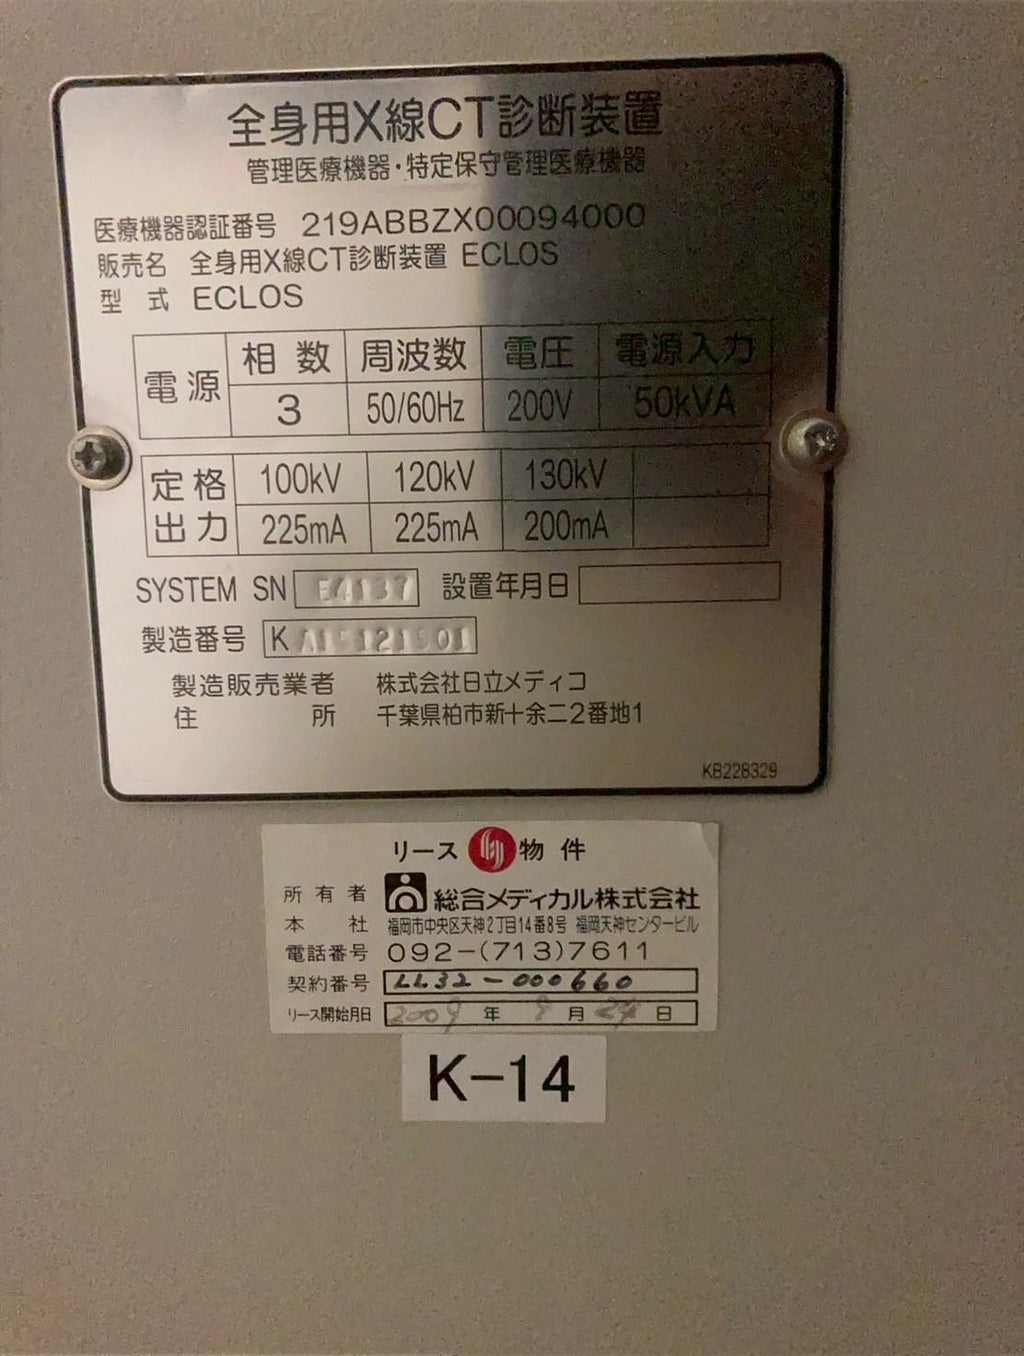 全身用X線CT診断装置
管理医療機器・特定保守管理医療機器
医療機器認証番号 219ABBZX00094000
販売名 全身用X線CT診断装置 ECLOS
型 式 ECLOS
電源 相数 周波数 電圧 電源入力
3 50/60Hz 200V 50kVA
定格 100kV 120kV 130kV
出力 225mA 225mA 200mA
SYSTEM SN E4137 設置年月日
製造番号 K
製造販売業者 株式会社日立メディコ
住 所 千葉県柏市新十余二2番地1
KB228329
リース 物件
所有者 総合メディカル株式会社
本 社 福岡市中央区天神2丁目14番8号 福岡天神センタービル
電話番号 092-(713)7611
契約番号 LL32-000660
リース開始月日 2009 年 9 月 24 日
K-14